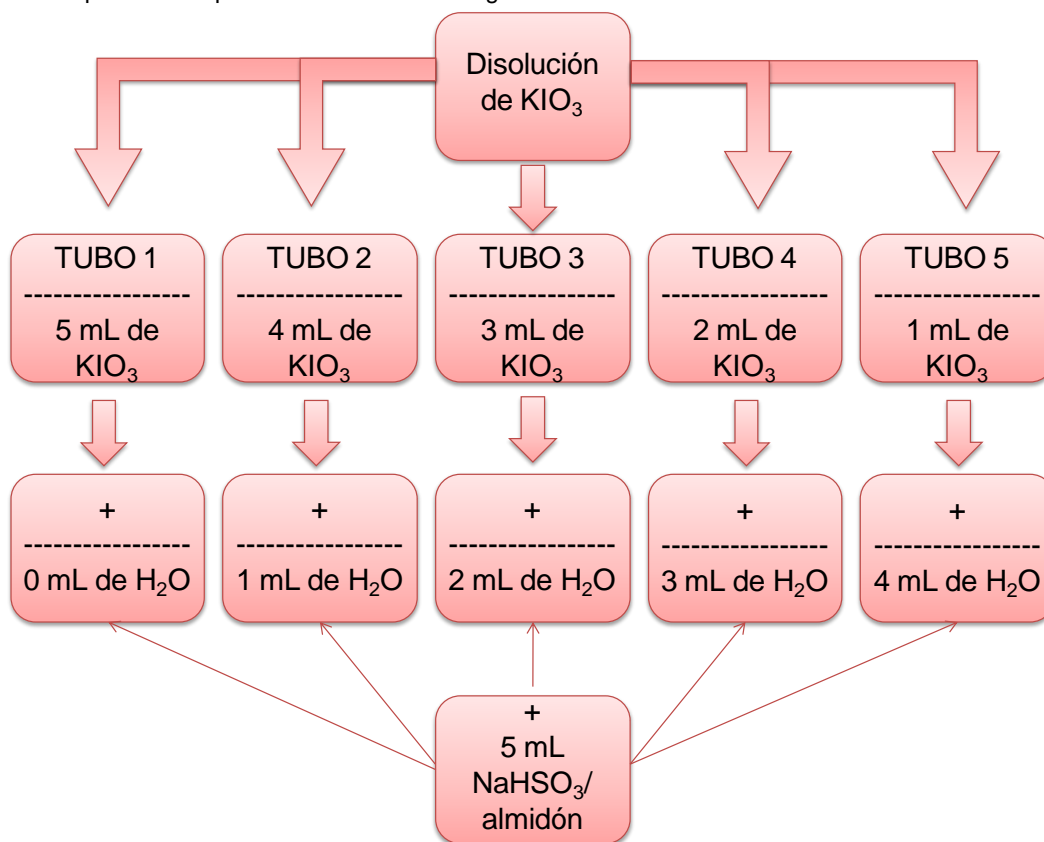 Disolución
de KIO₃
TUBO 1
-----------------
5 mL de
KIO₃
TUBO 2
-----------------
4 mL de
KIO₃
TUBO 3
-----------------
3 mL de
KIO₃
TUBO 4
-----------------
2 mL de
KIO₃
TUBO 5
-----------------
1 mL de
KIO₃
+
-----------------
0 mL de H₂O
+
-----------------
1 mL de H₂O
+
-----------------
2 mL de H₂O
+
-----------------
3 mL de H₂O
+
-----------------
4 mL de H₂O
+
5 mL
NaHSO₃/
almidón